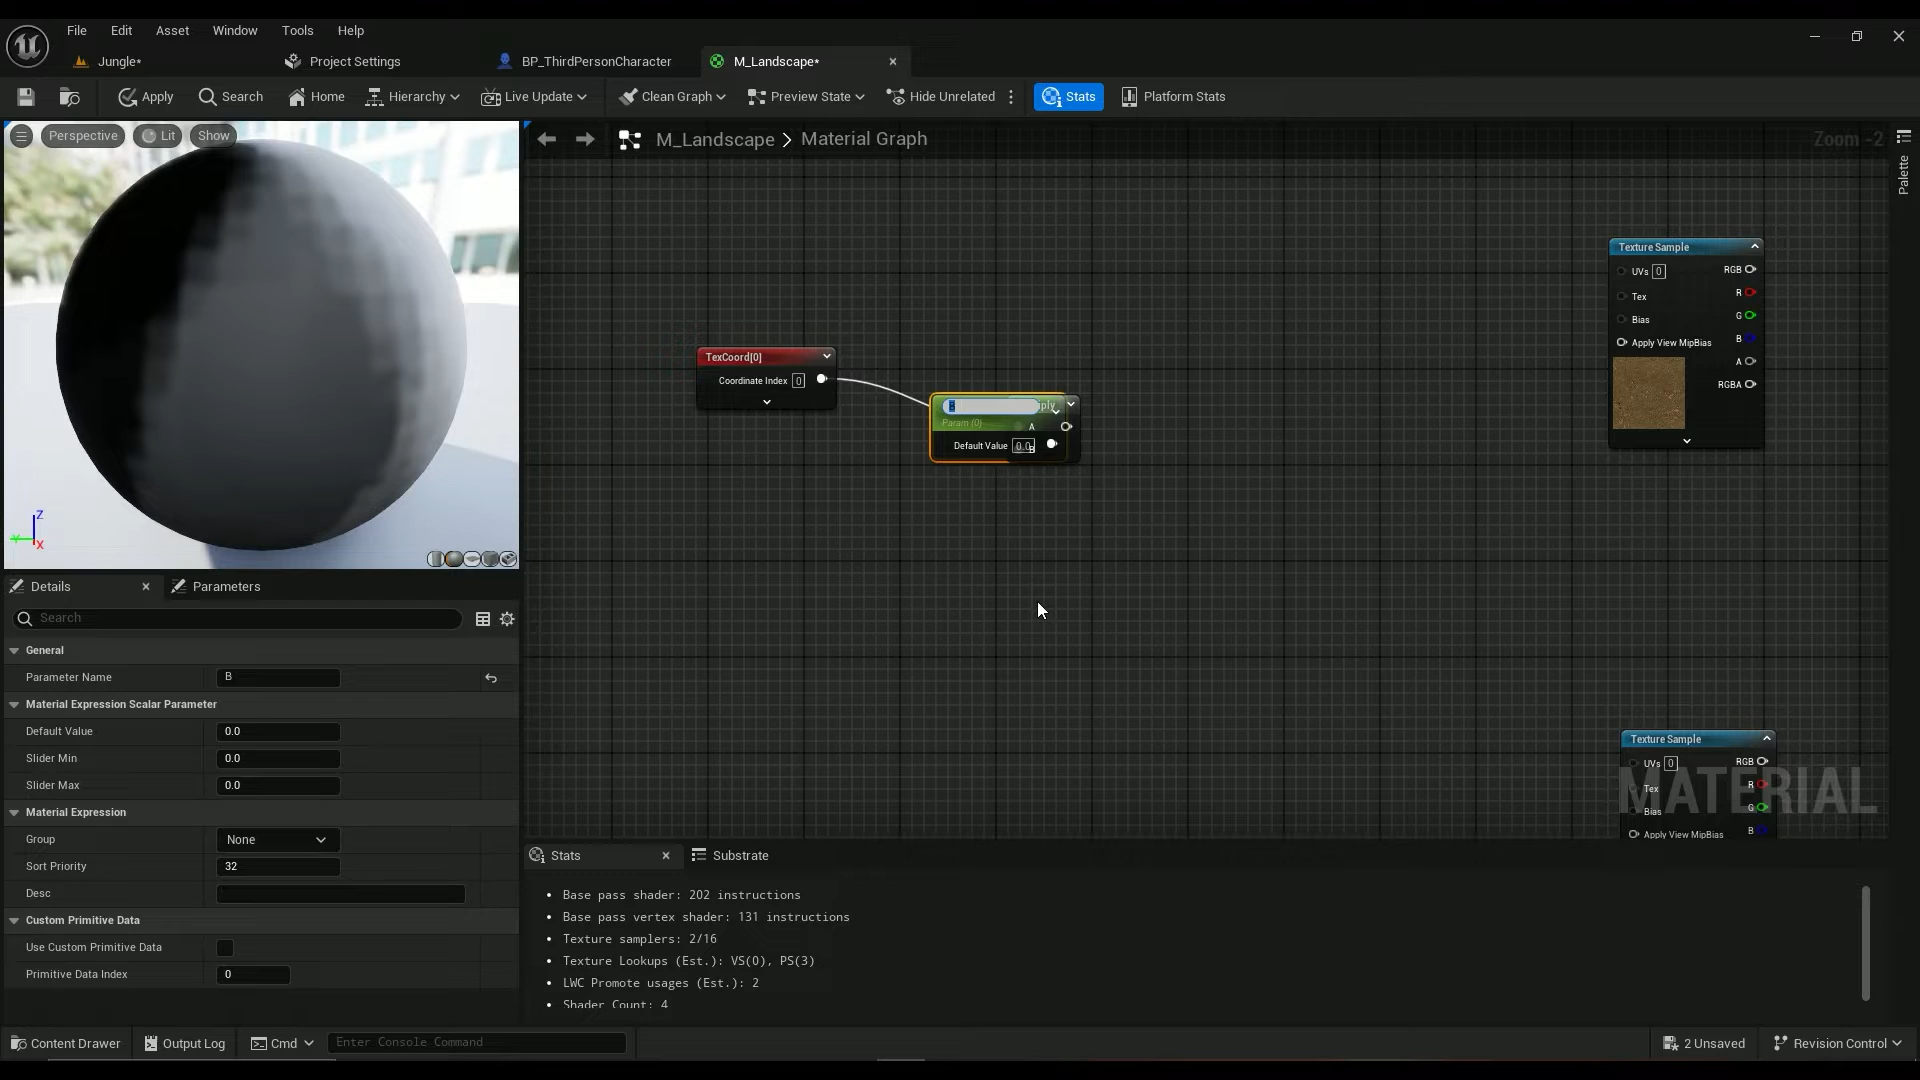 File Edit Asset Window Tools Help
Jungle* Project Settings BP_ThirdPersonCharacter M_Landscape*
Apply Search Home Hierarchy Live Update Clean Graph Preview State Hide Unrelated Stats Platform Stats
Perspective Lit Show
M_Landscape > Material Graph
Zoom -2
Palette
Texture Sample
UVs 0 RGB
Tex R
Bias G
Apply View MipBias B
A
RGBA
TexCoord[0]
Coordinate Index 0
Param (0) A
Default Value 0.0 B
Z
Y
X
Texture Sample
UVs 0 RGB
Tex R
Bias G
Apply View MipBias B
MATERIAL
Details Parameters
Search
General
Parameter Name B
Material Expression Scalar Parameter
Default Value 0.0
Slider Min 0.0
Slider Max 0.0
Material Expression
Group None
Sort Priority 32
Desc
Custom Primitive Data
Use Custom Primitive Data
Primitive Data Index 0
Stats Substrate
Base pass shader: 202 instructions
Base pass vertex shader: 131 instructions
Texture samplers: 2/16
Texture Lookups (Est.): VS(0), PS(3)
LWC Promote usages (Est.): 2
Shader Count: 4
Content Drawer Output Log Cmd Enter Console Command 2 Unsaved Revision Control